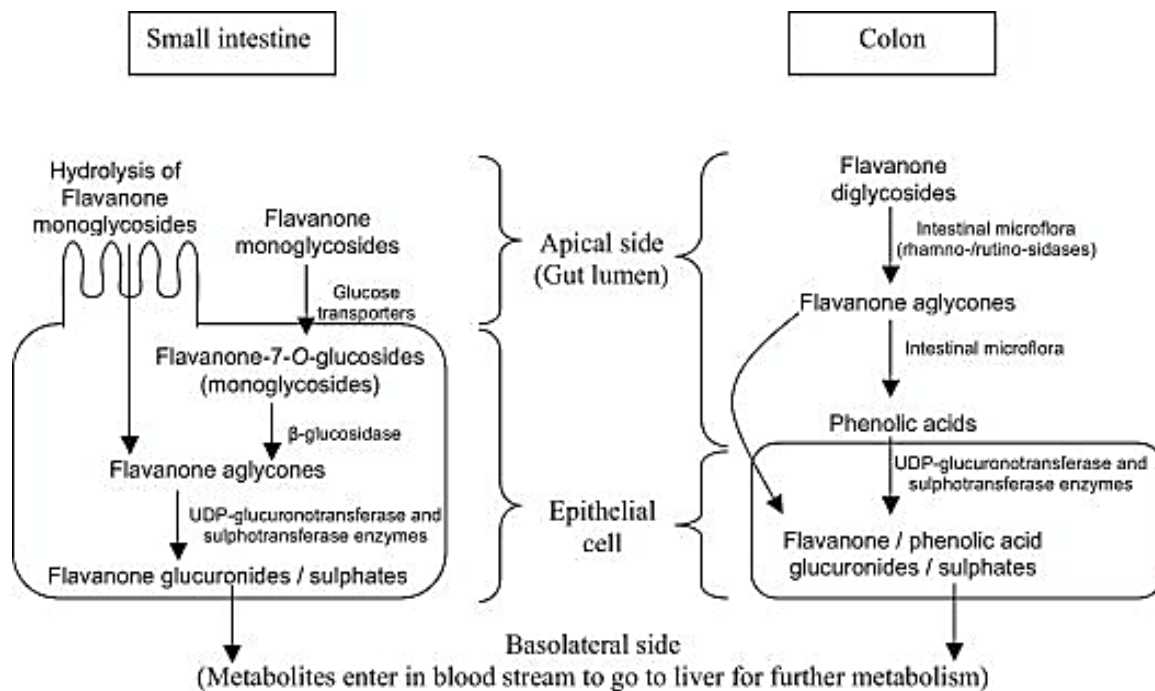 Small intestine
Colon
Hydrolysis of
Flavanone
monoglycosides
Flavanone
monoglycosides
Glucose
transporters
Flavanone-7-O-glucosides
(monoglycosides)
β-glucosidase
Flavanone aglycones
UDP-glucuronotransferase and
sulphotransferase enzymes
Flavanone glucuronides / sulphates
Apical side
(Gut lumen)
Epithelial
cell
Flavanone
diglycosides
Intestinal microflora
(rhamno-/rutino-sidases)
Flavanone aglycones
Intestinal microflora
Phenolic acids
UDP-glucuronotransferase and
sulphotransferase enzymes
Flavanone / phenolic acid
glucuronides / sulphates
Basolateral side
(Metabolites enter in blood stream to go to liver for further metabolism)